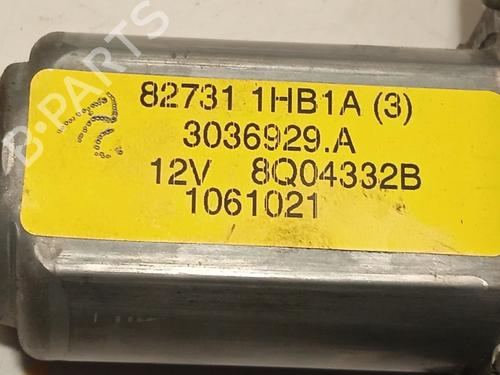 B-PARTS
82731 1HB1A (3)
3036929.A
12V 8Q04332B
1061021